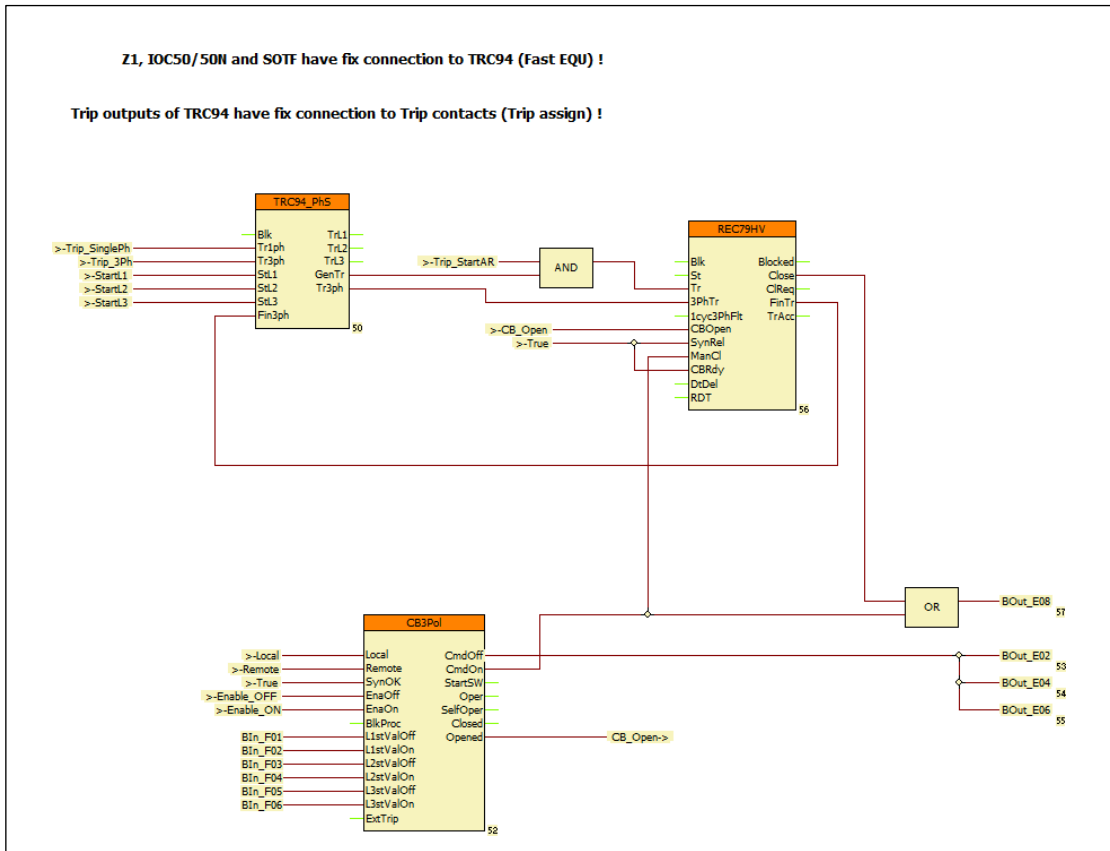 Z1, IOC50/50N and SOTF have fix connection to TRC94 (Fast EQU) !
Trip outputs of TRC94 have fix connection to Trip contacts (Trip assign) !
TRC94_PhS
Blk TrL1
>-Trip_SinglePh Tr1ph TrL2
>-Trip_3Ph Tr3ph TrL3
>-StartL1 StL1 GenTr
>-StartL2 StL2 Tr3ph
>-StartL3 StL3
Fin3ph
50
>-Trip_StartAR
AND
REC79HV
Blk Blocked
St Close
Tr ClReq
3PhTr FinTr
1cyc3PhFlt TrAcc
>-CB_Open CBOpen
>-True SynRel
ManCl
CBRdy
DtDel
RDT
56
CB3Pol
>-Local Local CmdOff
>-Remote Remote CmdOn
>-True SynOK StartSW
>-Enable_OFF EnaOff Oper
>-Enable_ON EnaOn SelfOper
BlkProc Closed
BIn_F01 L1stValOff Opened
BIn_F02 L1stValOn
BIn_F03 L2stValOff
BIn_F04 L2stValOn
BIn_F05 L3stValOff
BIn_F06 L3stValOn
ExtTrip
52
CB_Open->
OR
BOut_E08
57
BOut_E02
53
BOut_E04
54
BOut_E06
55